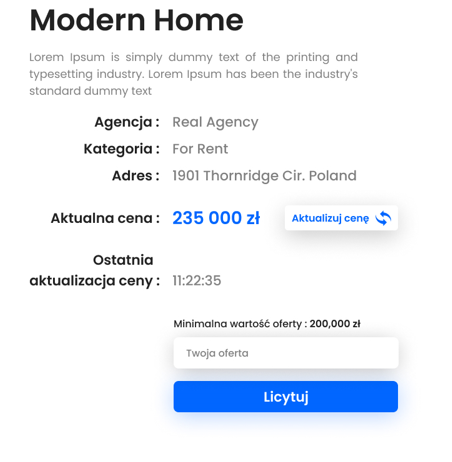 Modern Home
Lorem Ipsum is simply dummy text of the printing and
typesetting industry. Lorem Ipsum has been the industry's
standard dummy text
Agencja : Real Agency
Kategoria : For Rent
Adres : 1901 Thornridge Cir. Poland
Aktualna cena : 235 000 zł Aktualizuj cenę
Ostatnia
aktualizacja ceny : 11:22:35
Minimalna wartość oferty : 200,000 zł
Twoja oferta
Licytuj